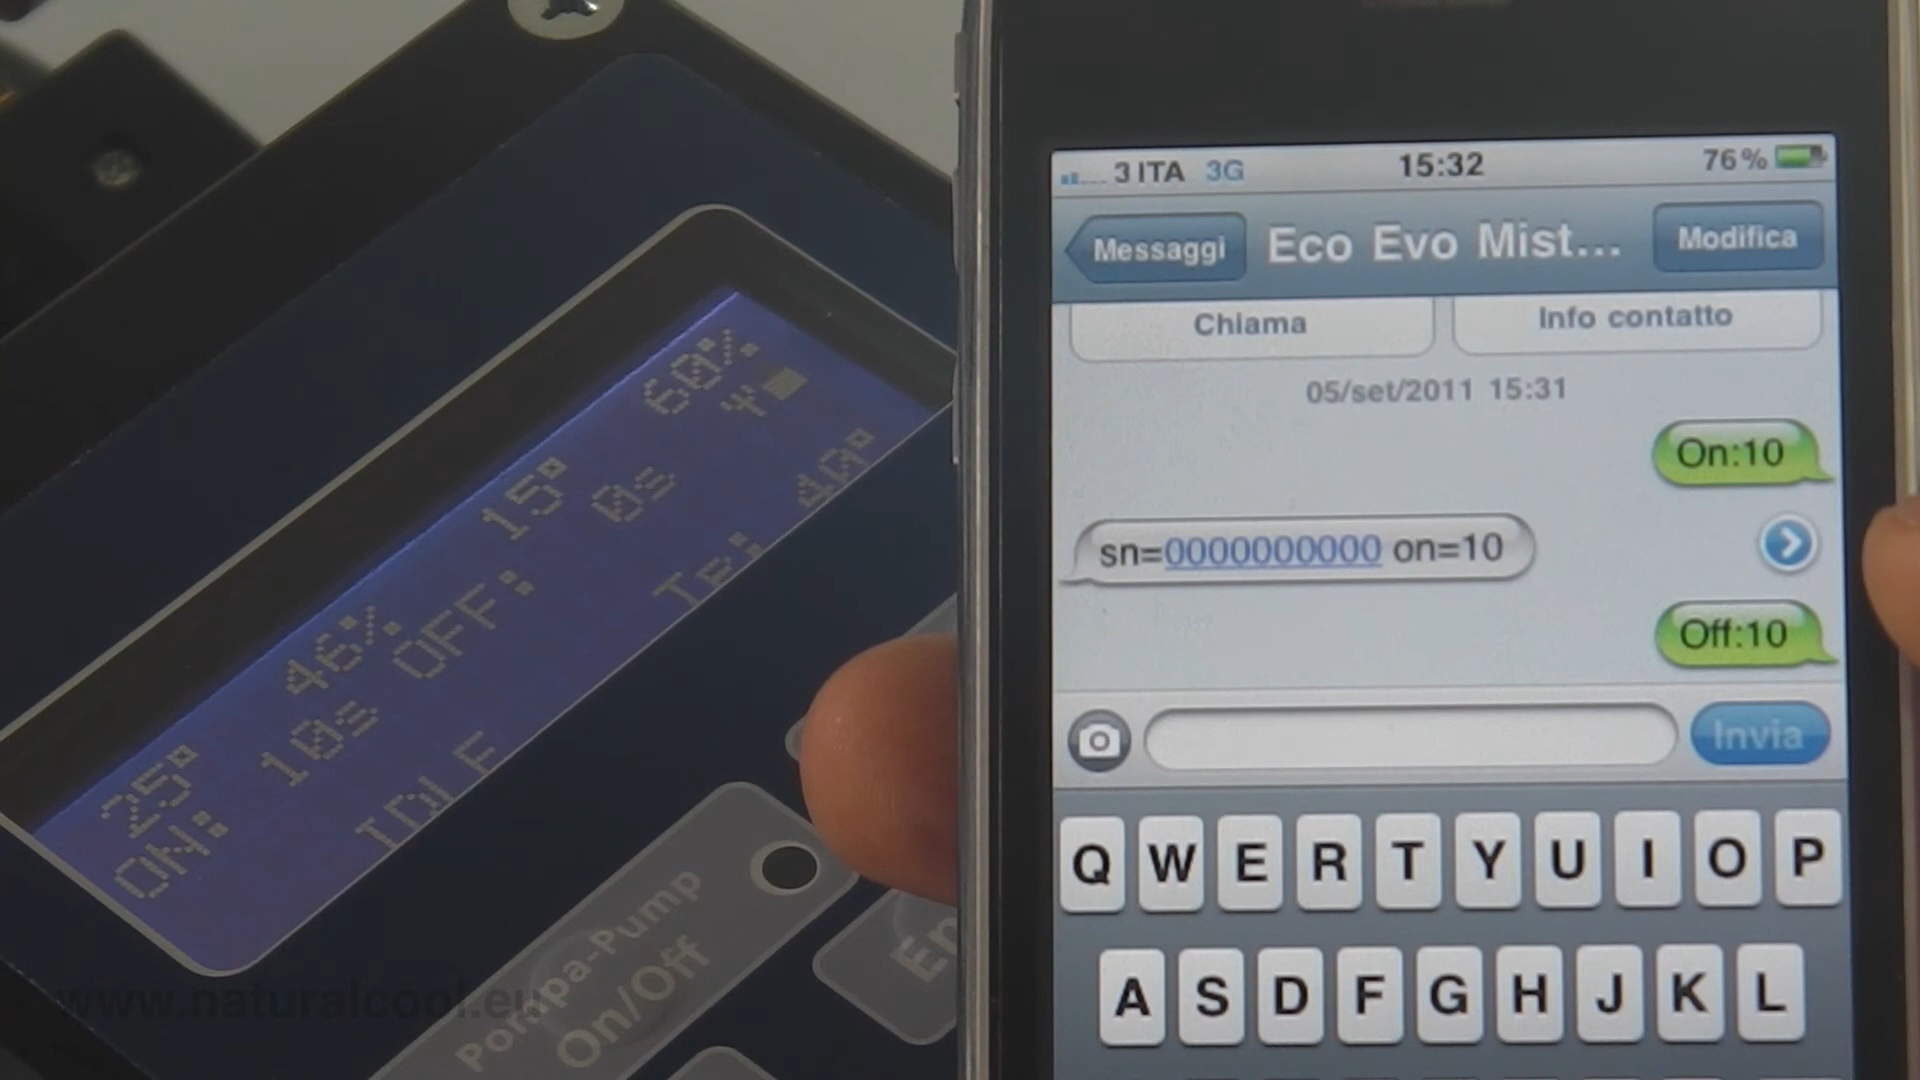 25° 46% 15° 60%
ON: 10s OFF: 0s
IDLE Tp: 40°
Pompa-Pump
On/Off
www.naturalcool.eu
3 ITA 3G 15:32 76%
Messaggi Eco Evo Mist... Modifica
Chiama Info contatto
05/set/2011 15:31
On:10
sn=0000000000 on=10
Off:10
Invia
Q W E R T Y U I O P
A S D F G H J K L